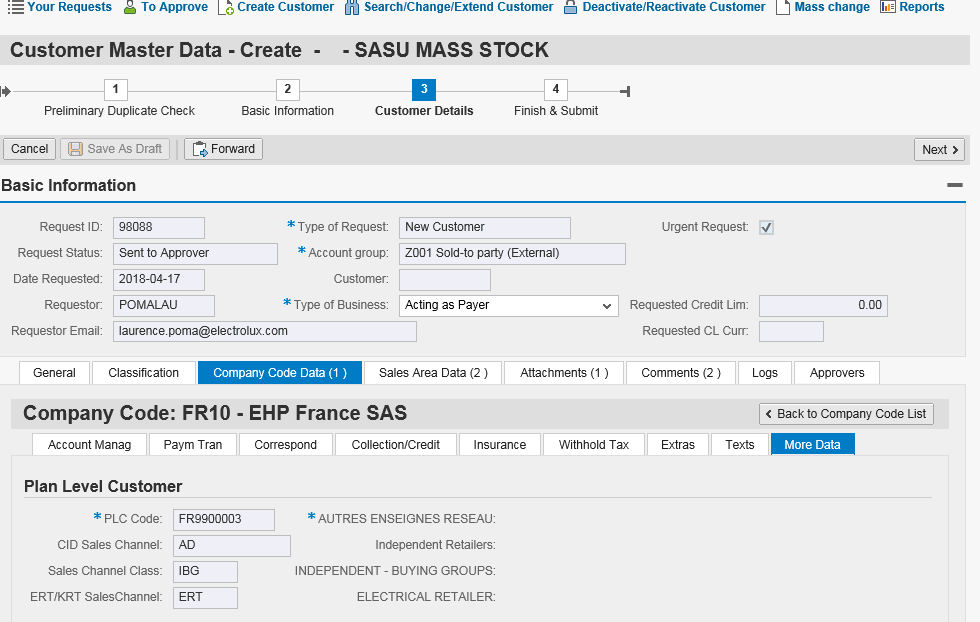 Your Requests To Approve Create Customer Search/Change/Extend Customer Deactivate/Reactivate Customer Mass change Reports
Customer Master Data - Create - - SASU MASS STOCK
1 2 3 4
Preliminary Duplicate Check Basic Information Customer Details Finish & Submit
Cancel Save As Draft Forward Next
Basic Information
Request ID: 98088 * Type of Request: New Customer Urgent Request:
Request Status: Sent to Approver * Account group: Z001 Sold-to party (External)
Date Requested: 2018-04-17 Customer:
Requestor: POMALAU * Type of Business: Acting as Payer Requested Credit Lim: 0.00
Requestor Email: laurence.poma@electrolux.com Requested CL Curr:
General Classification Company Code Data (1 ) Sales Area Data (2 ) Attachments (1 ) Comments (2 ) Logs Approvers
Company Code: FR10 - EHP France SAS Back to Company Code List
Account Manag Paym Tran Correspond Collection/Credit Insurance Withhold Tax Extras Texts More Data
Plan Level Customer
* PLC Code: FR9900003 * AUTRES ENSEIGNES RESEAU:
CID Sales Channel: AD Independent Retailers:
Sales Channel Class: IBG INDEPENDENT - BUYING GROUPS:
ERT/KRT SalesChannel: ERT ELECTRICAL RETAILER: